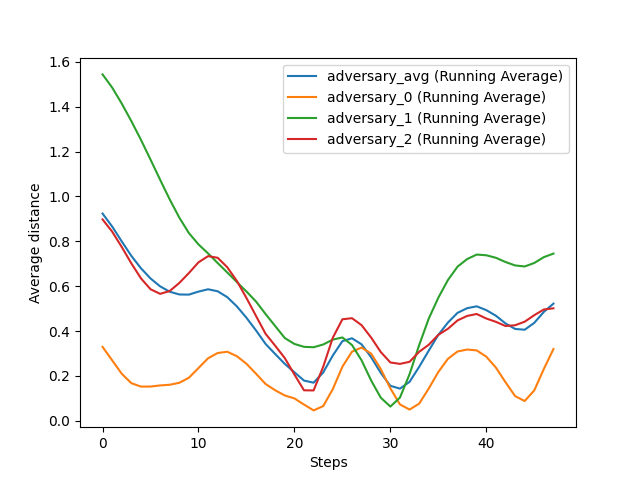 adversary_avg (Running Average)
adversary_0 (Running Average)
adversary_1 (Running Average)
adversary_2 (Running Average)
Average distance
1.6
1.4
1.2
1.0
0.8
0.6
0.4
0.2
0.0
0 10 20 30 40
Steps